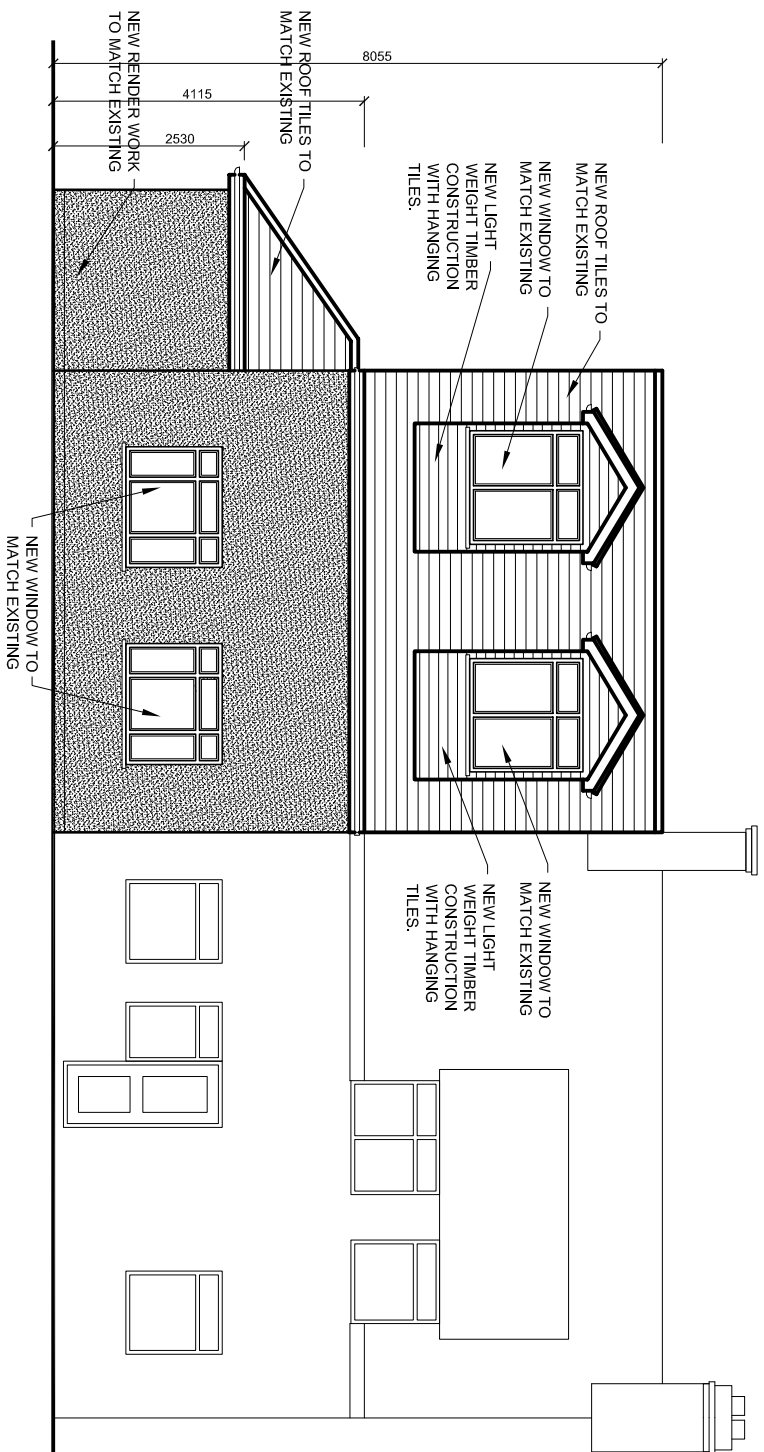 8055
4115
2530
NEW ROOF TILES TO
MATCH EXISTING
NEW WINDOW TO
MATCH EXISTING
NEW LIGHT
WEIGHT TIMBER
CONSTRUCTION
WITH HANGING
TILES.
NEW ROOF TILES TO
MATCH EXISTING
NEW RENDER WORK
TO MATCH EXISTING
NEW WINDOW TO
MATCH EXISTING
NEW WINDOW TO
MATCH EXISTING
NEW LIGHT
WEIGHT TIMBER
CONSTRUCTION
WITH HANGING
TILES.